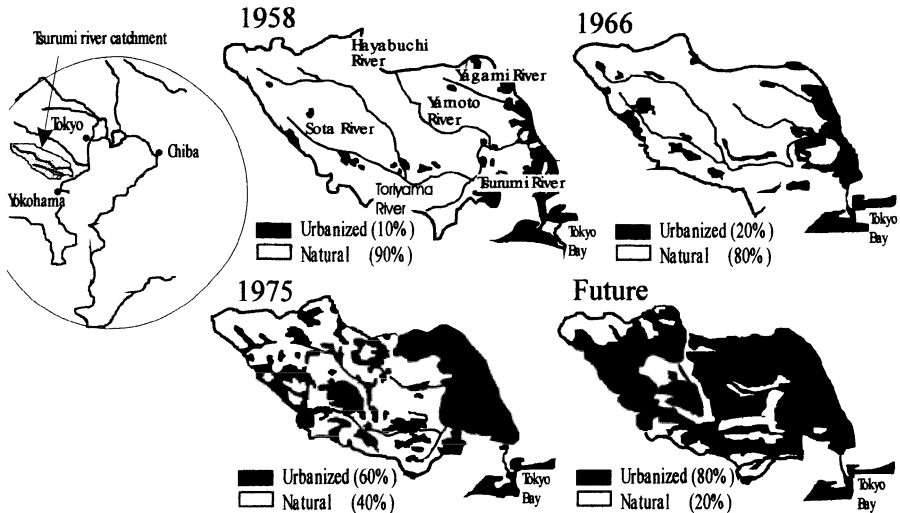 Tsurumi river catchment
Tokyo
Chiba
Yokohama
1958
Hayabuchi
River
Yagami River
Yamoto
River
Sota River
Toriyama
River
Tsurumi River
Urbanized (10%)
Natural (90%)
Tokyo
Bay
1966
Urbanized (20%)
Natural (80%)
Tokyo
Bay
1975
Urbanized (60%)
Natural (40%)
Tokyo
Bay
Future
Urbanized (80%)
Natural (20%)
Tokyo
Bay